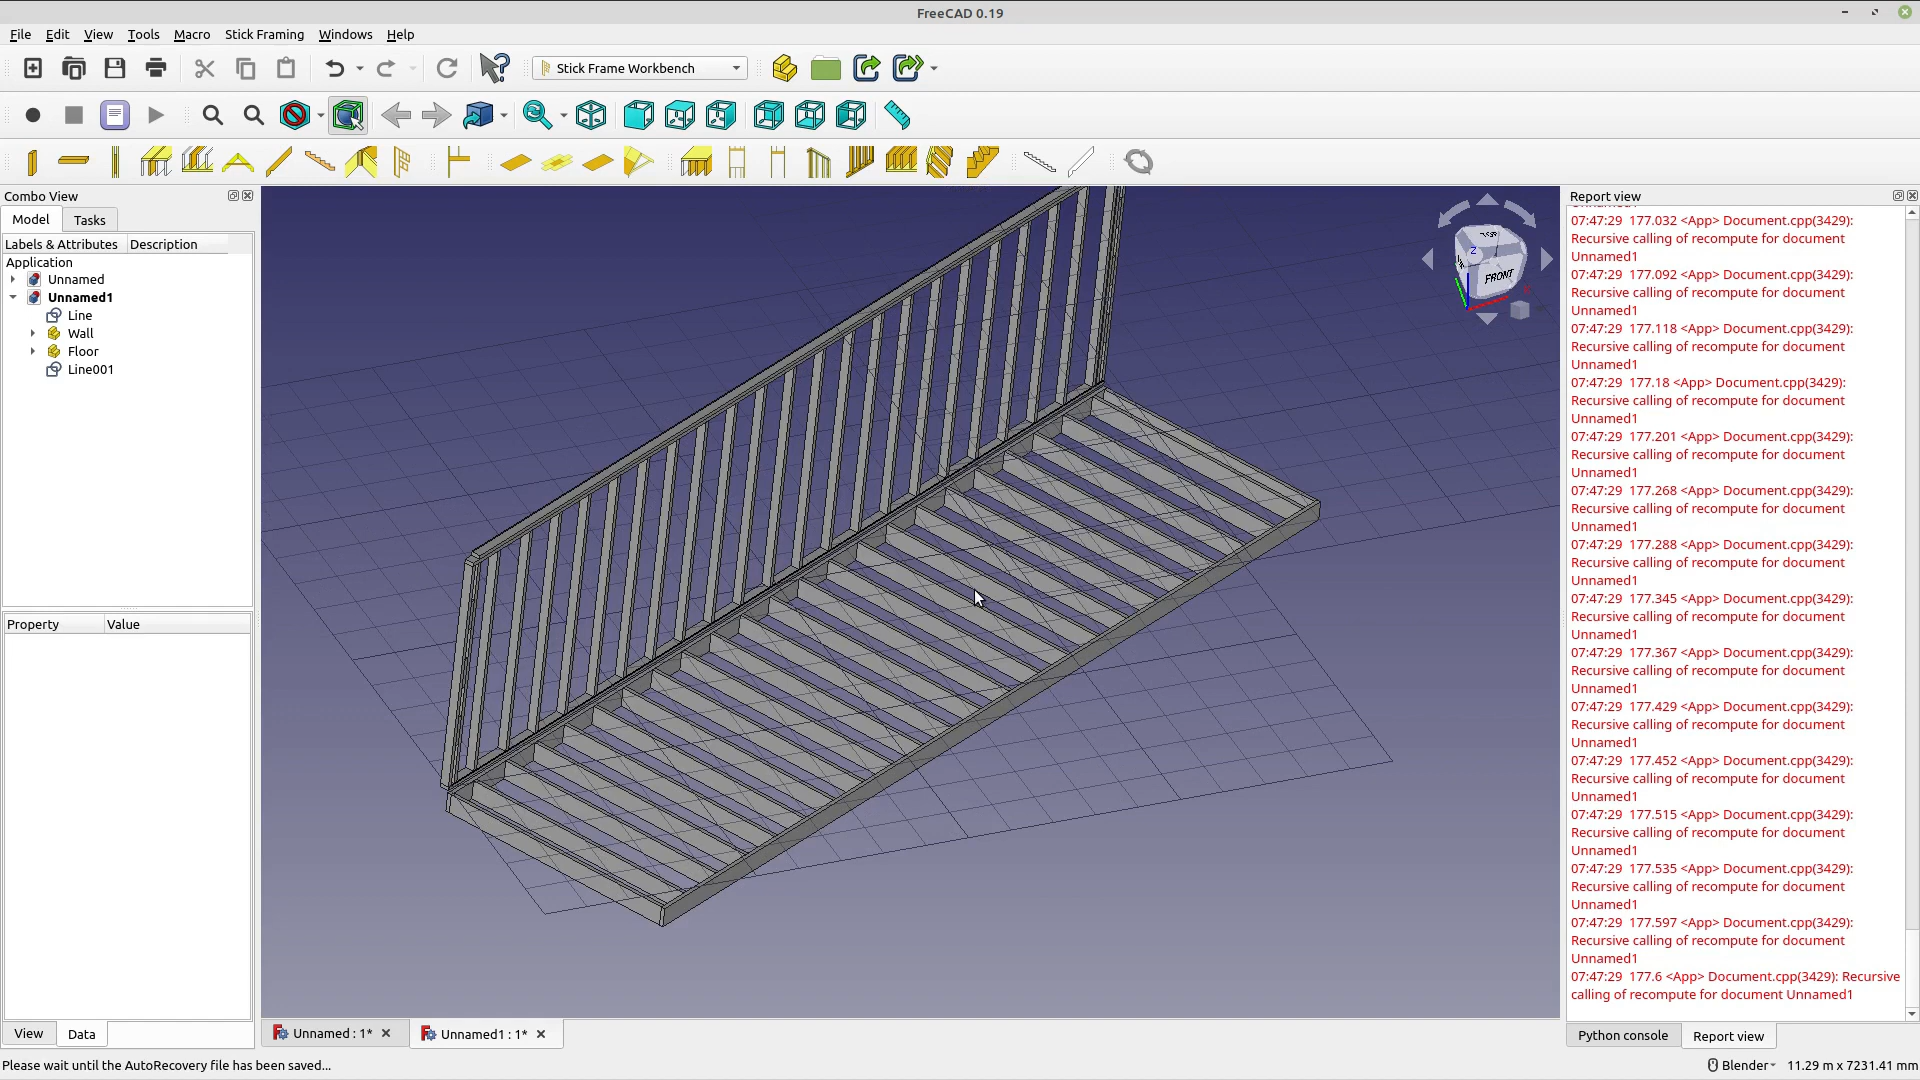 FreeCAD 0.19
File Edit View Tools Macro Stick Framing Windows Help
Stick Frame Workbench
Combo View
Model Tasks
Labels & Attributes Description
Application
Unnamed
Unnamed1
Line
Wall
Floor
Line001
Property Value
View Data
FRONT
Z
Unnamed : 1*
Unnamed1 : 1*
Report view
07:47:29 177.032 <App> Document.cpp(3429):
Recursive calling of recompute for document
Unnamed1
07:47:29 177.092 <App> Document.cpp(3429):
Recursive calling of recompute for document
Unnamed1
07:47:29 177.118 <App> Document.cpp(3429):
Recursive calling of recompute for document
Unnamed1
07:47:29 177.18 <App> Document.cpp(3429):
Recursive calling of recompute for document
Unnamed1
07:47:29 177.201 <App> Document.cpp(3429):
Recursive calling of recompute for document
Unnamed1
07:47:29 177.268 <App> Document.cpp(3429):
Recursive calling of recompute for document
Unnamed1
07:47:29 177.288 <App> Document.cpp(3429):
Recursive calling of recompute for document
Unnamed1
07:47:29 177.345 <App> Document.cpp(3429):
Recursive calling of recompute for document
Unnamed1
07:47:29 177.367 <App> Document.cpp(3429):
Recursive calling of recompute for document
Unnamed1
07:47:29 177.429 <App> Document.cpp(3429):
Recursive calling of recompute for document
Unnamed1
07:47:29 177.452 <App> Document.cpp(3429):
Recursive calling of recompute for document
Unnamed1
07:47:29 177.515 <App> Document.cpp(3429):
Recursive calling of recompute for document
Unnamed1
07:47:29 177.535 <App> Document.cpp(3429):
Recursive calling of recompute for document
Unnamed1
07:47:29 177.597 <App> Document.cpp(3429):
Recursive calling of recompute for document
Unnamed1
07:47:29 177.6 <App> Document.cpp(3429): Recursive
calling of recompute for document Unnamed1
Python console Report view
Please wait until the AutoRecovery file has been saved...
Blender 11.29 m x 7231.41 mm